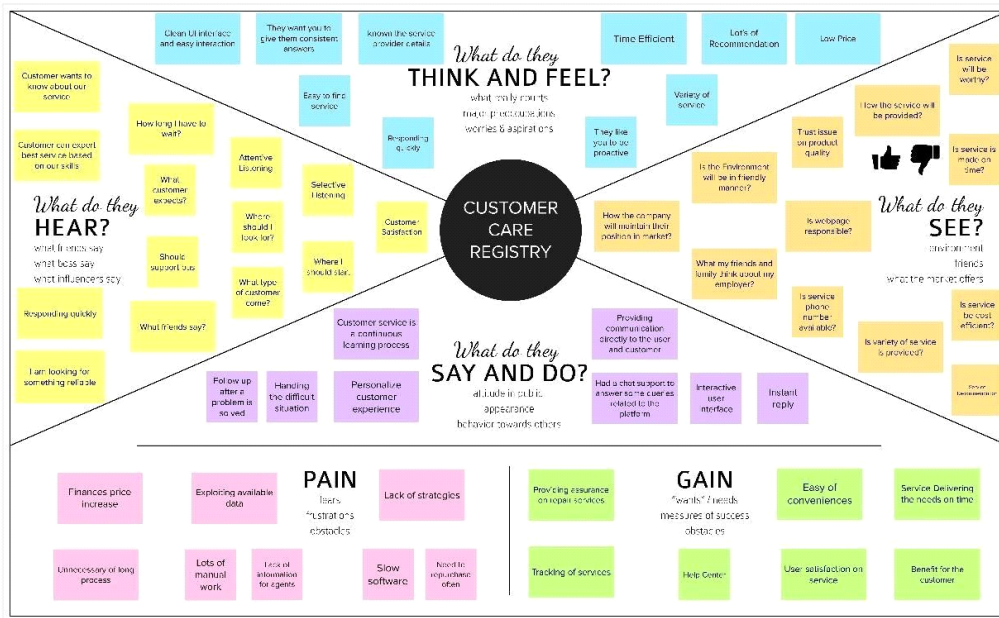 Clean UI interface
and easy interaction
They want you to
give them consistent
answers
known the service
provider details
What do they
THINK AND FEEL?
what really counts
major preoccupations
worries & aspirations
Time Efficient
Lot's of
Recommendation
Low Price
Easy to find
service
Responding
quickly
Variety of
service
They like
you to be
proactive
Customer wants to
know about our
service
Customer can expert
best service based
on our skills
How long I have to
wait?
What
customer
expects?
Attentive
Listening
Selective
Listening
Where
should I
look for?
Customer
Satisfaction
What do they
HEAR?
what friends say
what boss say
what influencers say
Should
support bus
What type
of customer
come?
Where I
should star.
Responding quickly
What friends say?
I am looking for
something reliable
CUSTOMER
CARE
REGISTRY
Is service
will be
worthy?
How the service will
be provided?
Trust issue
on product
quality
Is service is
made on
time?
Is the Environment
will be in friendly
manner?
How the company
will maintain their
position in market?
Is webpage
responsible?
What do they
SEE?
environment
friends
what the market offers
What my friends and
family think about my
employer?
Is service
phone
number
available?
Is service
be cost
efficient?
Is variety of service
is provided?
Customer service is
a continuous
learning process
What do they
SAY AND DO?
attitude in public
appearance
behavior towards others
Providing
communication
directly to the user
and customer
Follow up
after a
problem is
so ved
Handing
the difficult
situation
Personalize
customer
experience
Had a chat support to
answer some queries
related to the
platform
Interactive
user
interface
Instant
reply
PAIN
fears
frustrations
obstacles
Finances price
increase
Exploiting available
data
Lack of strategies
Unnecessary of long
process
Lots of
manual
work
Lack of
information
for agents
Slow
software
Need to
repurchase
often
GAIN
"wants" / needs
measures of success
obstacles
Providing assurance
on repair services
Easy of
conveniences
Service Delivering
the needs on time
Tracking of services
Help Center
User satisfaction on
service
Benefit for the
customer